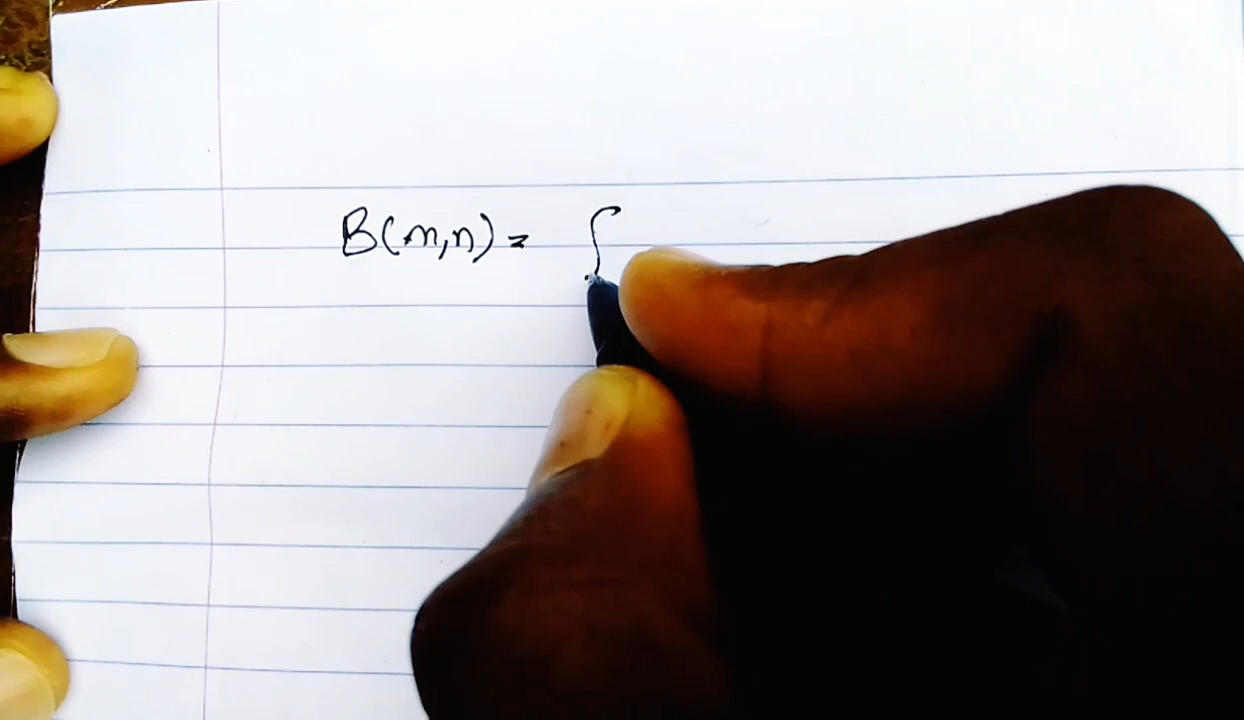 B(m,n) = ∫